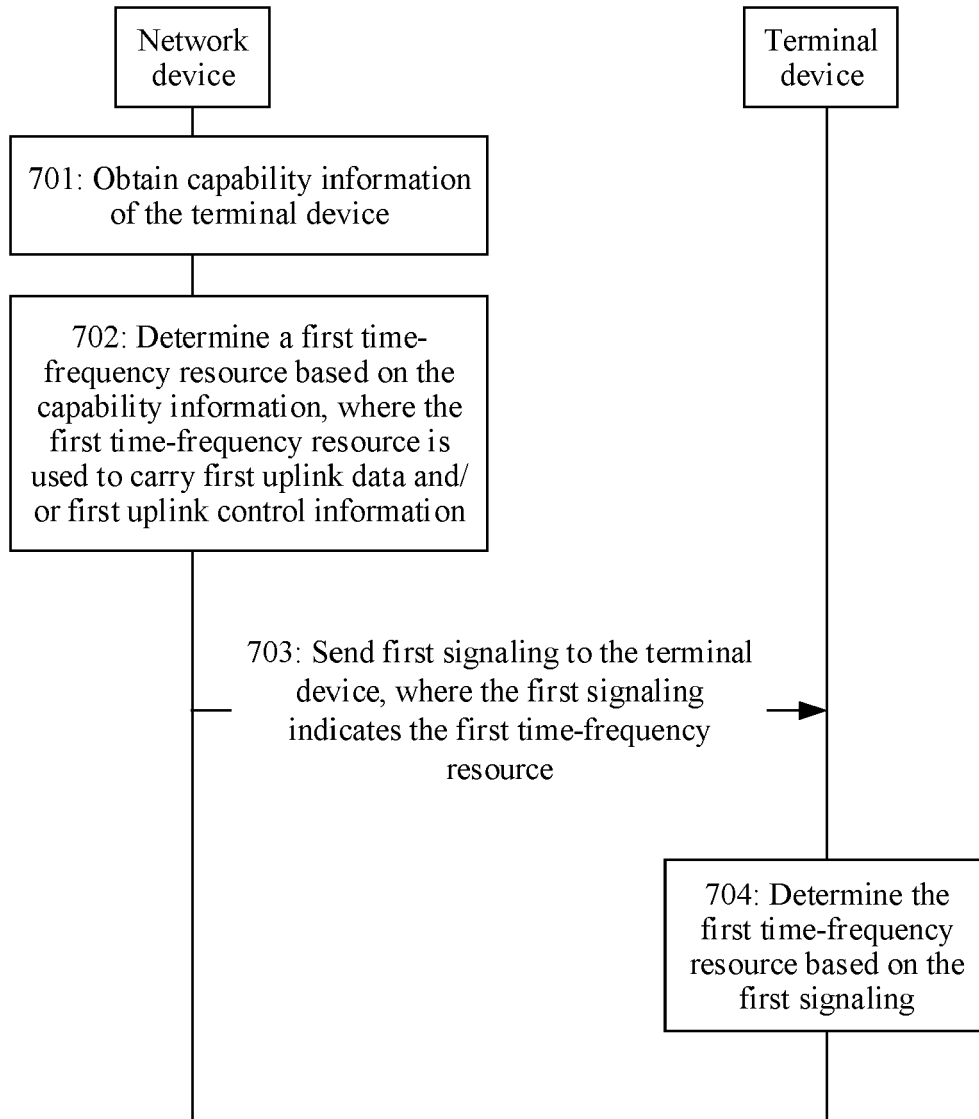 Network
device
Terminal
device
701: Obtain capability information
of the terminal device
702: Determine a first time-
frequency resource based on the
capability information, where the
first time-frequency resource is
used to carry first uplink data and/
or first uplink control information
703: Send first signaling to the terminal
device, where the first signaling
indicates the first time-frequency
resource
704: Determine the
first time-frequency
resource based on the
first signaling